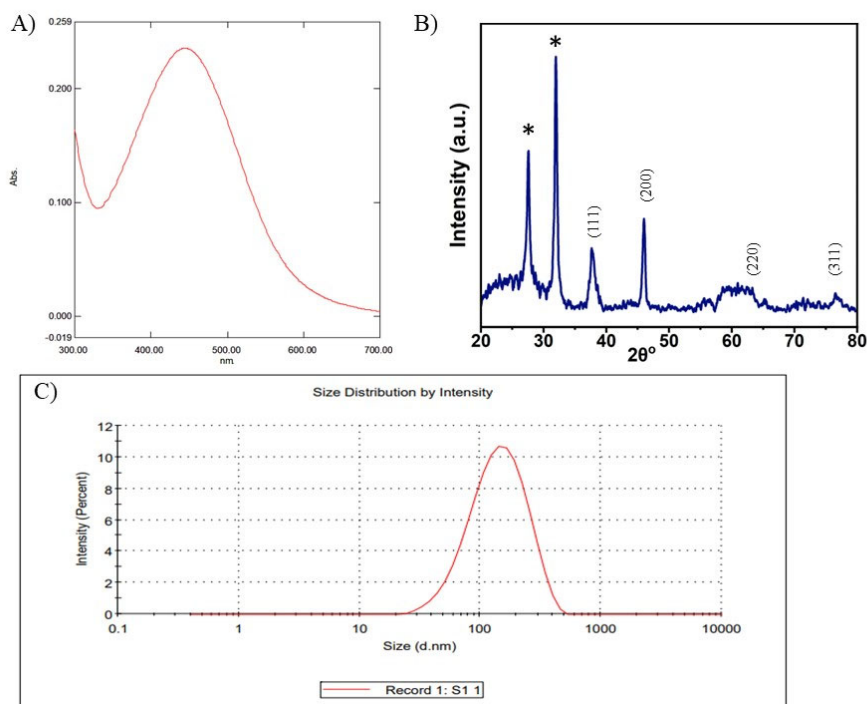 A)
0.259
0.200
0.100
0.000
-0.019
Abs.
300.00 400.00 500.00 600.00 700.00
nm.
B)
Intensity (a.u.)
*
*
(111)
(200)
(220)
(311)
20 30 40 50 60 70 80
2θº
C)
Size Distribution by Intensity
Intensity (Percent)
12
10
8
6
4
2
0
0.1 1 10 100 1000 10000
Size (d.nm)
Record 1: S1 1